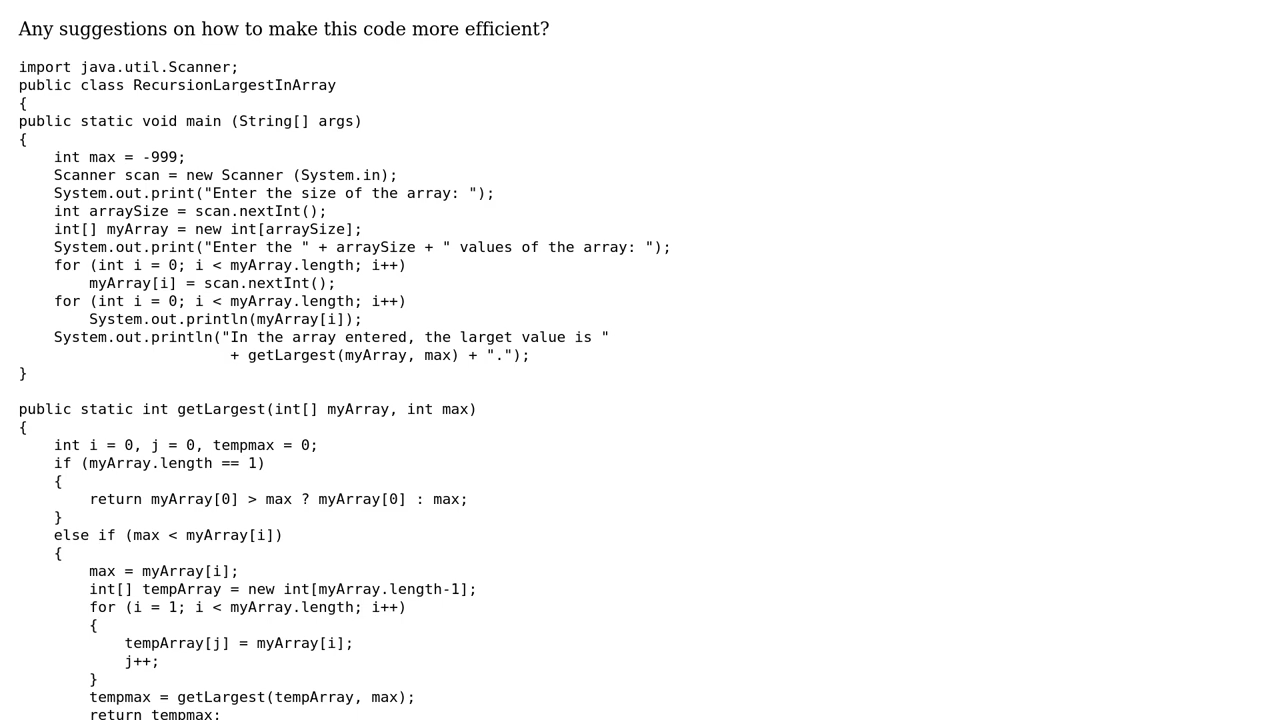 Any suggestions on how to make this code more efficient?
import java.util.Scanner;
public class RecursionLargestInArray
{
public static void main (String[] args)
{
    int max = -999;
    Scanner scan = new Scanner (System.in);
    System.out.print("Enter the size of the array: ");
    int arraySize = scan.nextInt();
    int[] myArray = new int[arraySize];
    System.out.print("Enter the " + arraySize + " values of the array: ");
    for (int i = 0; i < myArray.length; i++)
        myArray[i] = scan.nextInt();
    for (int i = 0; i < myArray.length; i++)
        System.out.println(myArray[i]);
    System.out.println("In the array entered, the larget value is "
                        + getLargest(myArray, max) + ".");
}
public static int getLargest(int[] myArray, int max)
{
    int i = 0, j = 0, tempmax = 0;
    if (myArray.length == 1)
    {
        return myArray[0] > max ? myArray[0] : max;
    }
    else if (max < myArray[i])
    {
        max = myArray[i];
        int[] tempArray = new int[myArray.length-1];
        for (i = 1; i < myArray.length; i++)
        {
            tempArray[j] = myArray[i];
            j++;
        }
        tempmax = getLargest(tempArray, max);
        return tempmax;